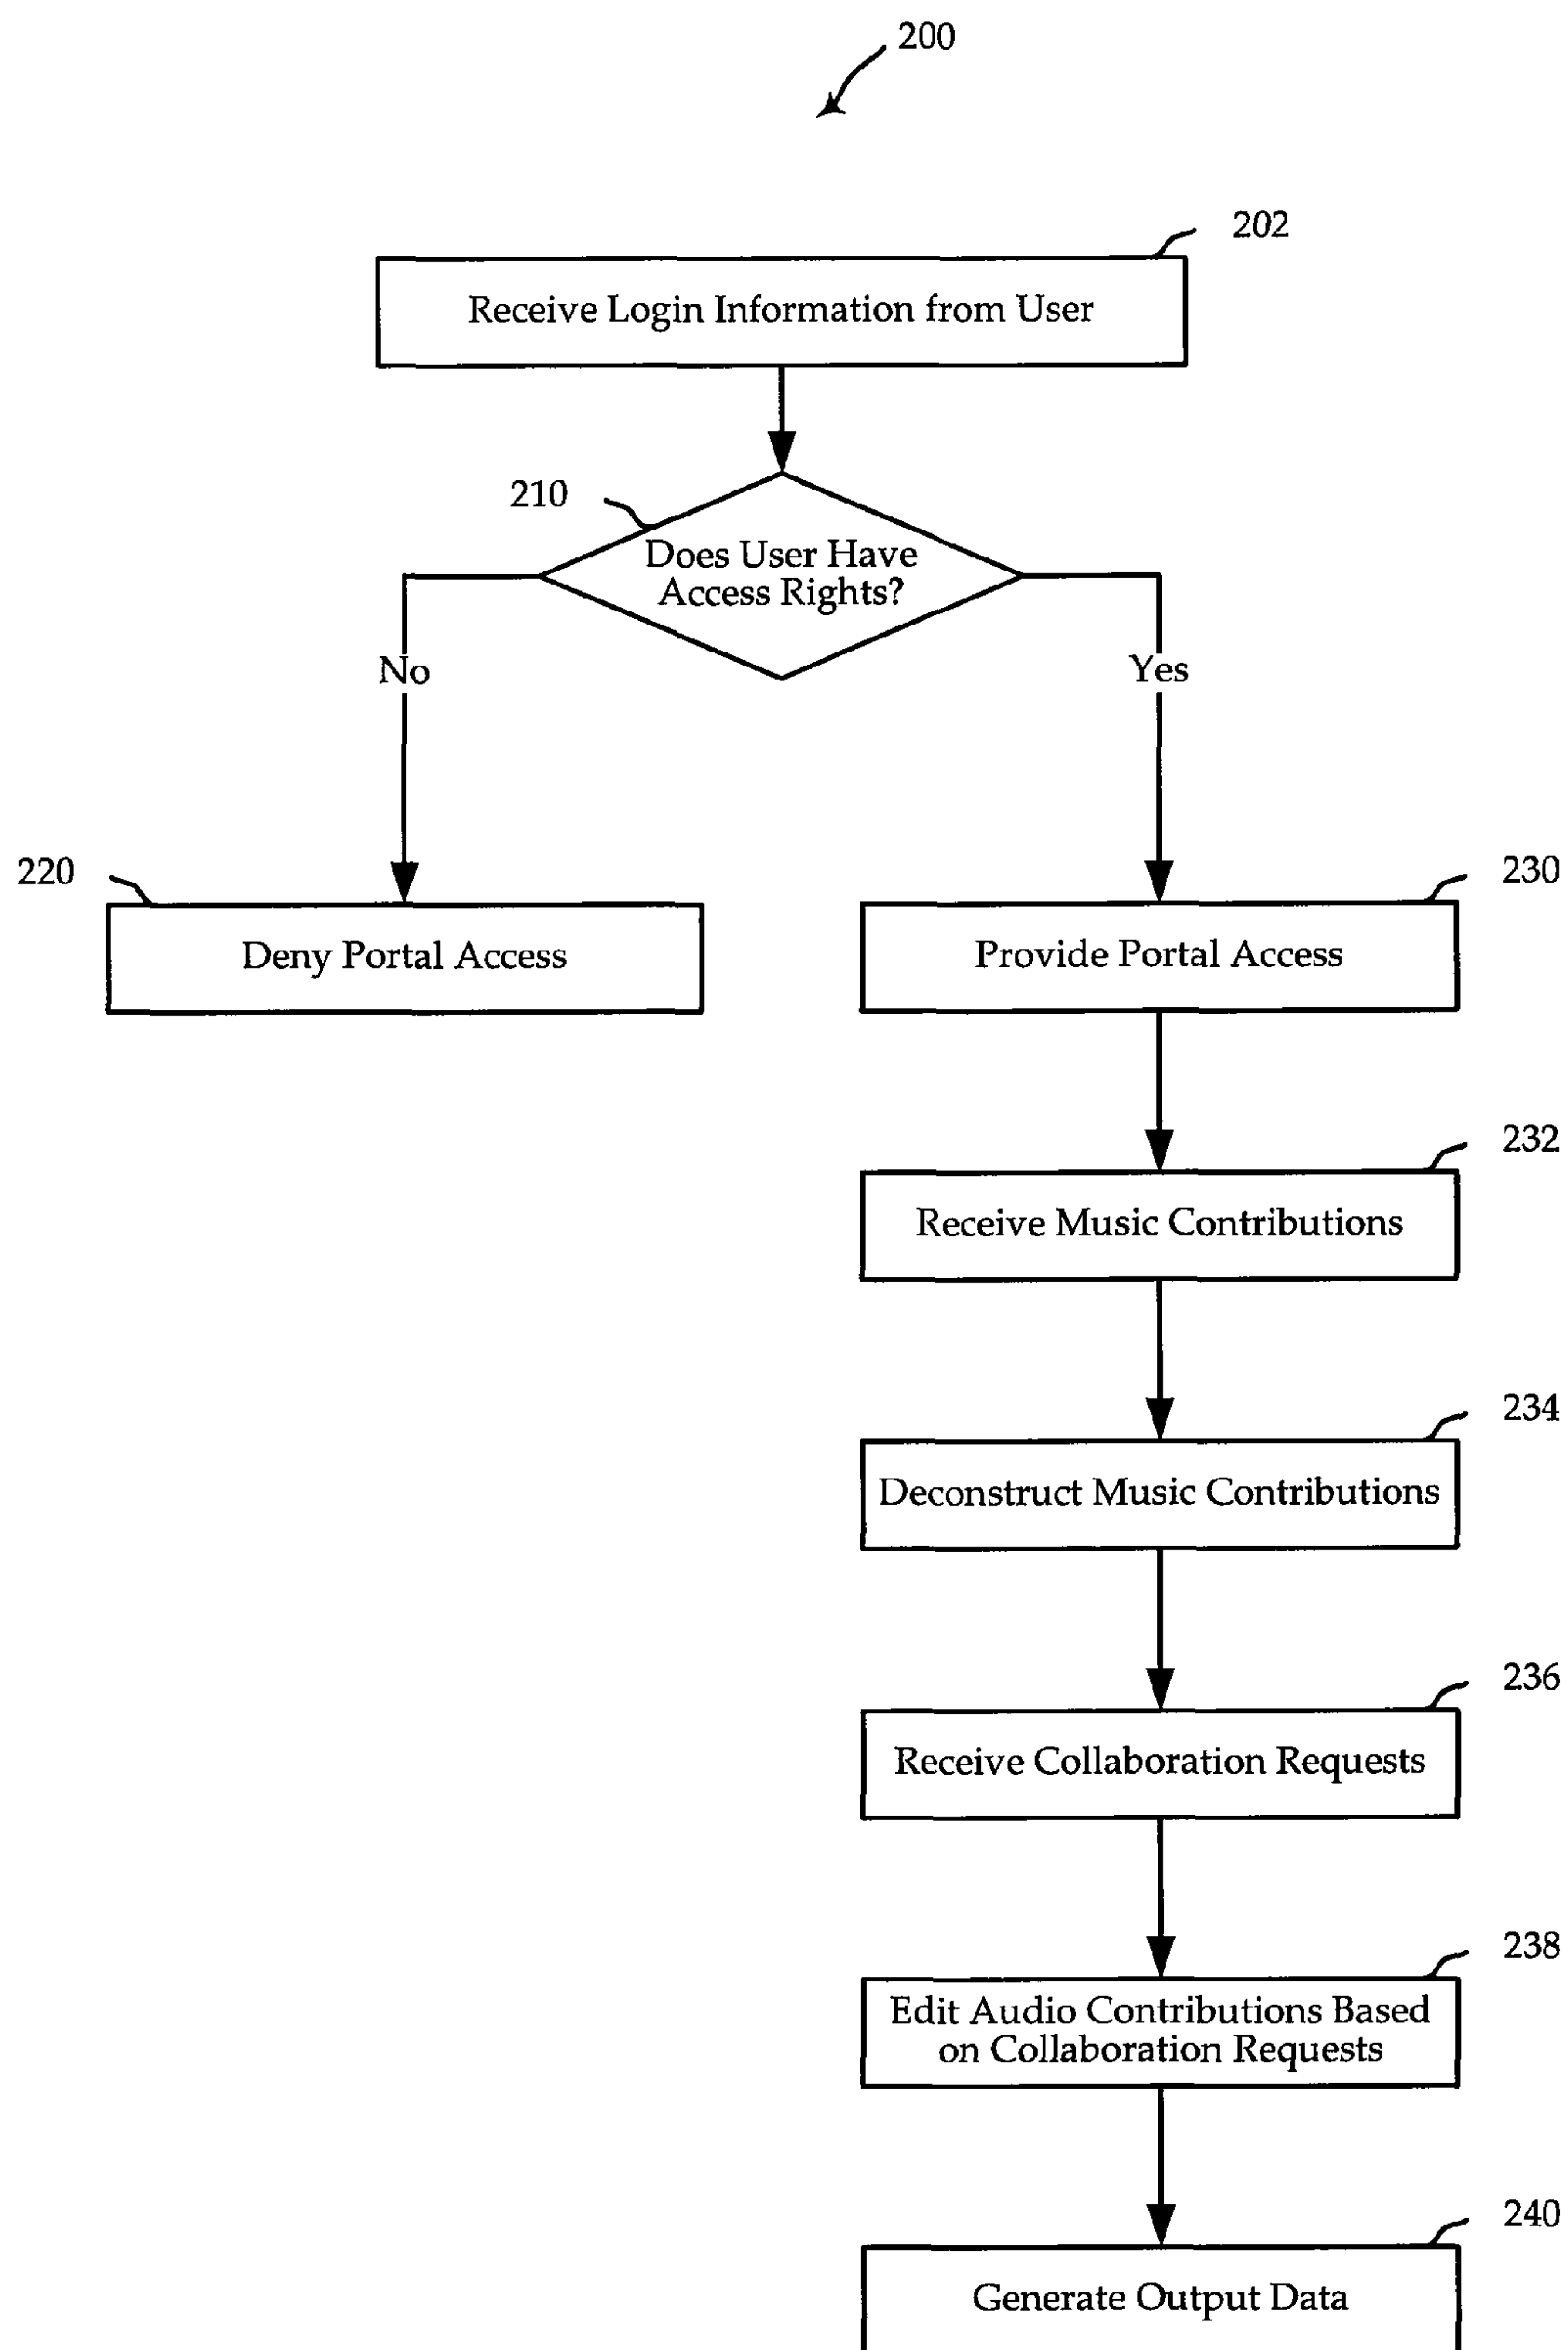 200
202
Receive Login Information from User
210
Does User Have
Access Rights?
No
Yes
220
Deny Portal Access
230
Provide Portal Access
232
Receive Music Contributions
234
Deconstruct Music Contributions
236
Receive Collaboration Requests
238
Edit Audio Contributions Based
on Collaboration Requests
240
Generate Output Data